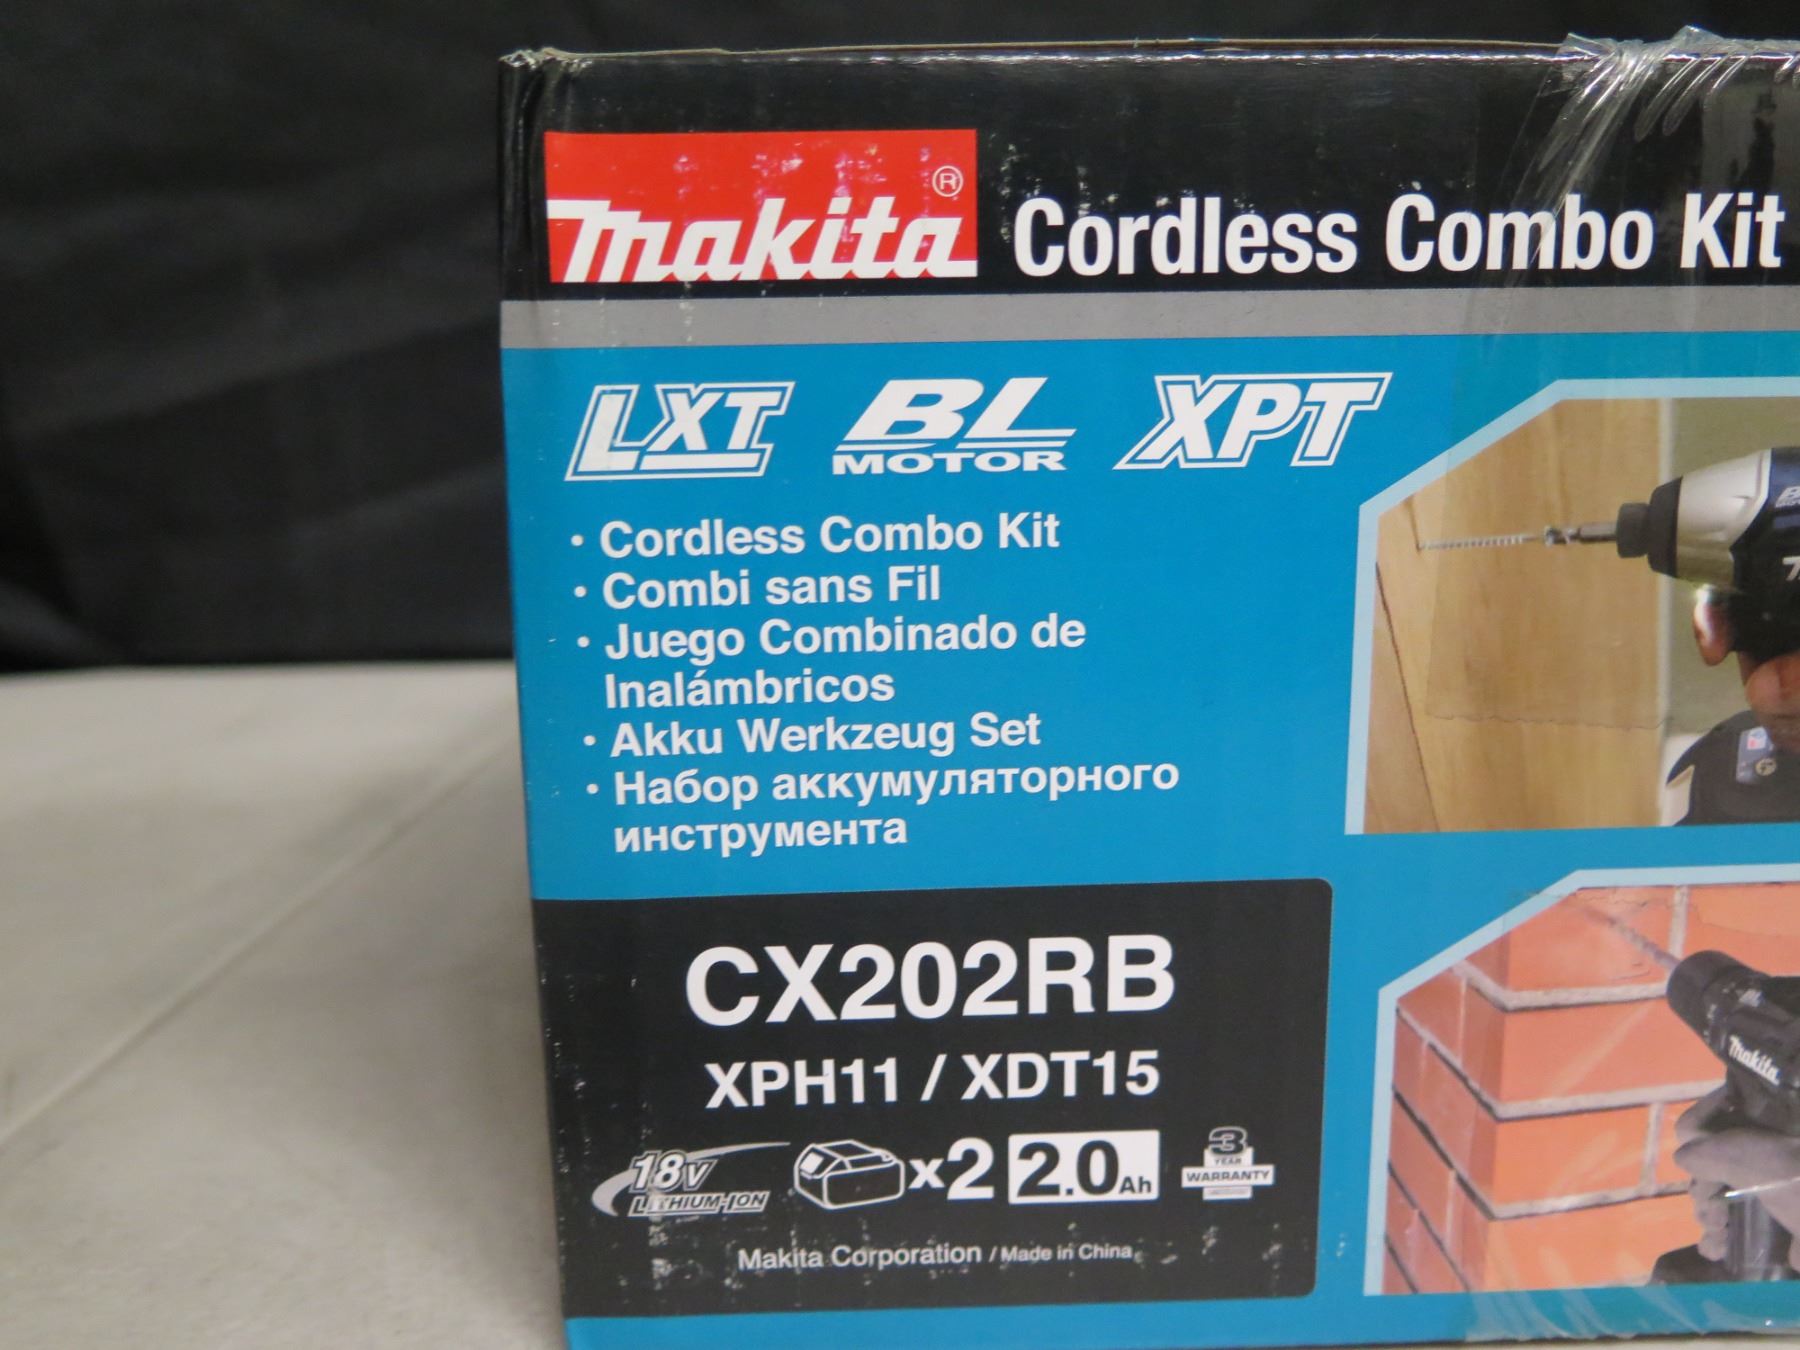 makita® Cordless Combo Kit
LXT BL MOTOR XPT
· Cordless Combo Kit
· Combi sans Fil
· Juego Combinado de
Inalámbricos
· Akku Werkzeug Set
· Набор аккумуляторного
инструмента
CX202RB
XPH11 / XDT15
18V LITHIUM-ION x2 2.0Ah 3 YEAR WARRANTY
Makita Corporation / Made in China
makita